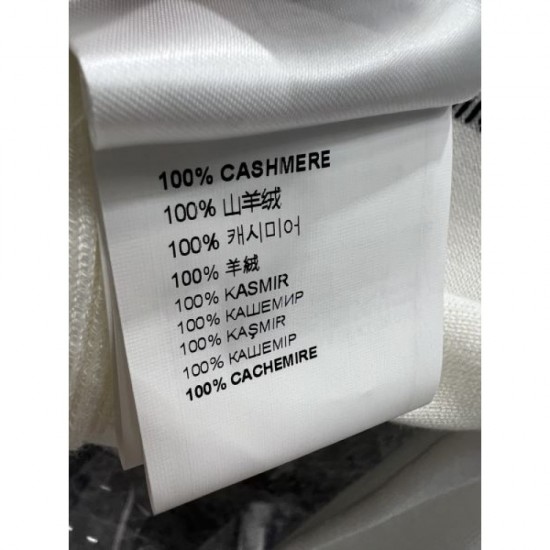 100% CASHMERE
100% 山羊绒
100% 캐시미어
100% 羊絨
100% KASMIR
100% КАШЕМИР
100% KAŞMIR
100% КАШЕМІР
100% CACHEMIRE